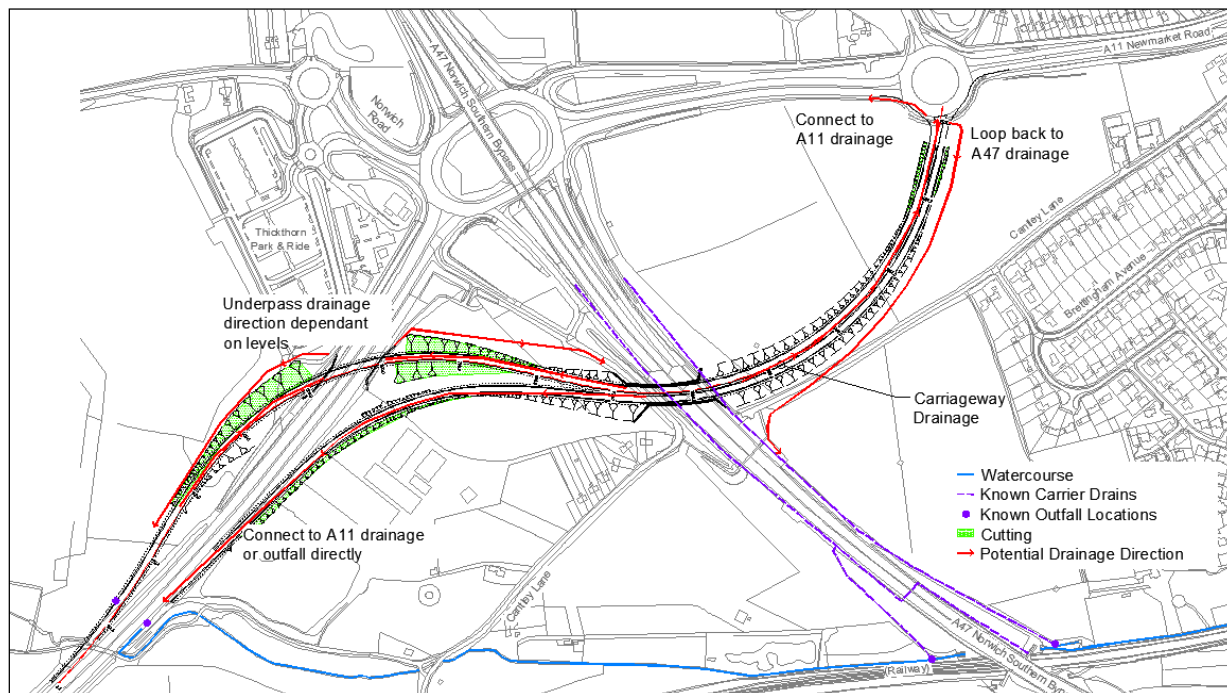 A11 Newmarket Road
A47 Norwich Southern Bypass
Norwich
Road
Connect to
A11 drainage
Loop back to
A47 drainage
Cantley Lane
Thickthorn
Park & Ride
Brettingham Avenue
Underpass drainage
direction dependant
on levels
Carriageway
Drainage
Watercourse
Known Carrier Drains
Known Outfall Locations
Cutting
Potential Drainage Direction
Connect to A11 drainage
or outfall directly
Cantley Lane
A47 Norwich Southern Bypass
(Railway)